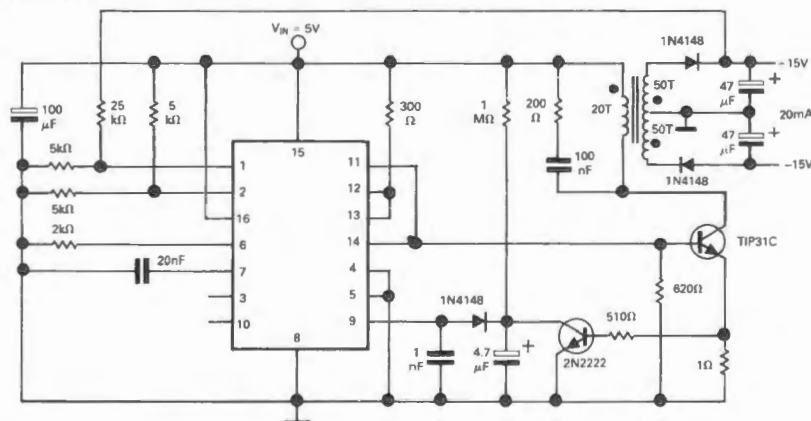 V_IN = 5V
1N4148
100 µF
25 kΩ
5 kΩ
300 Ω
1 MΩ
200 Ω
20T
50T
50T
47 µF
47 µF
–15V
20mA
–15V
1N4148
100 nF
15
5kΩ
1
11
5kΩ
2
12
16
13
2kΩ
6
14
TIP31C
20nF
7
4
3
5
10
9
8
1N4148
620Ω
510Ω
1 nF
4.7 µF
2N2222
1Ω
+
+
+